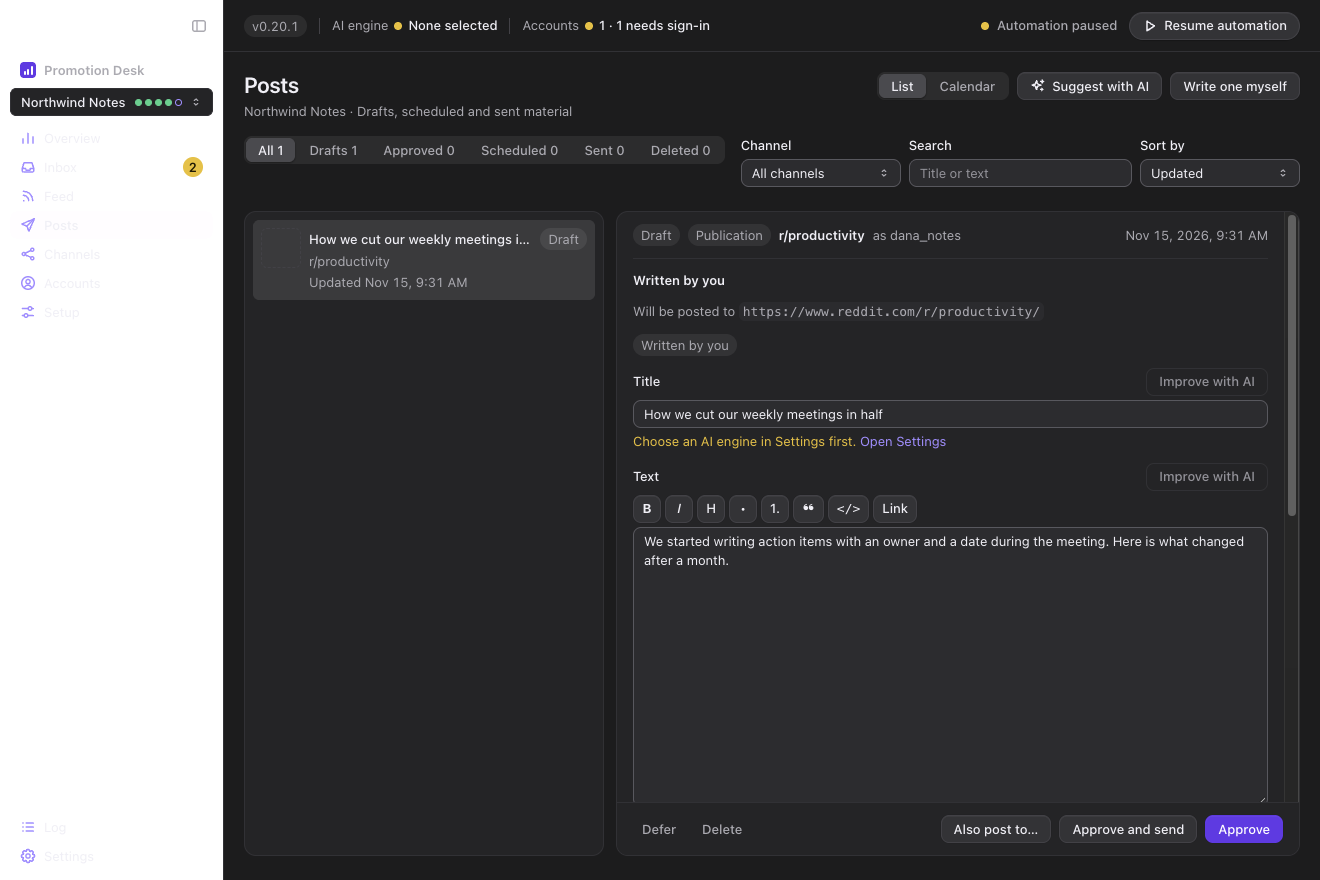 v0.20.1
AI engine None selected
Accounts 1 · 1 needs sign-in
Automation paused
Resume automation
Promotion Desk
Northwind Notes
Overview
Inbox 2
Feed
Posts
Channels
Accounts
Setup
Log
Settings
Posts
Northwind Notes · Drafts, scheduled and sent material
List
Calendar
Suggest with AI
Write one myself
All 1
Drafts 1
Approved 0
Scheduled 0
Sent 0
Deleted 0
Channel
All channels
Search
Title or text
Sort by
Updated
How we cut our weekly meetings i... Draft
r/productivity
Updated Nov 15, 9:31 AM
Draft Publication r/productivity as dana_notes Nov 15, 2026, 9:31 AM
Written by you
Will be posted to https://www.reddit.com/r/productivity/
Written by you
Title
Improve with AI
How we cut our weekly meetings in half
Choose an AI engine in Settings first. Open Settings
Text
Improve with AI
B I H • 1. ❝ </> Link
We started writing action items with an owner and a date during the meeting. Here is what changed
after a month.
Defer
Delete
Also post to...
Approve and send
Approve